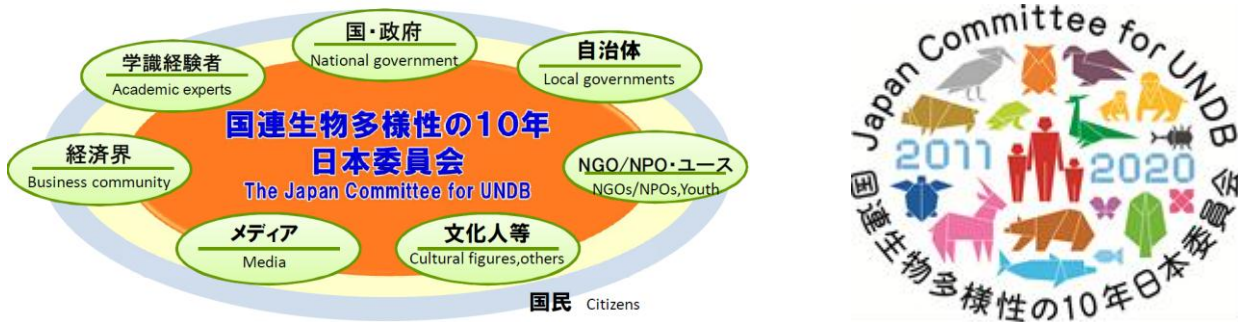 国・政府
National government
学識経験者
Academic experts
自治体
Local governments
国連生物多様性の10年
日本委員会
The Japan Committee for UNDB
経済界
Business community
NGO/NPO・ユース
NGOs/NPOs,Youth
メディア
Media
文化人等
Cultural figures,others
国民 Citizens
Japan Committee for UNDB
2011 2020
国連生物多様性の10年日本委員会